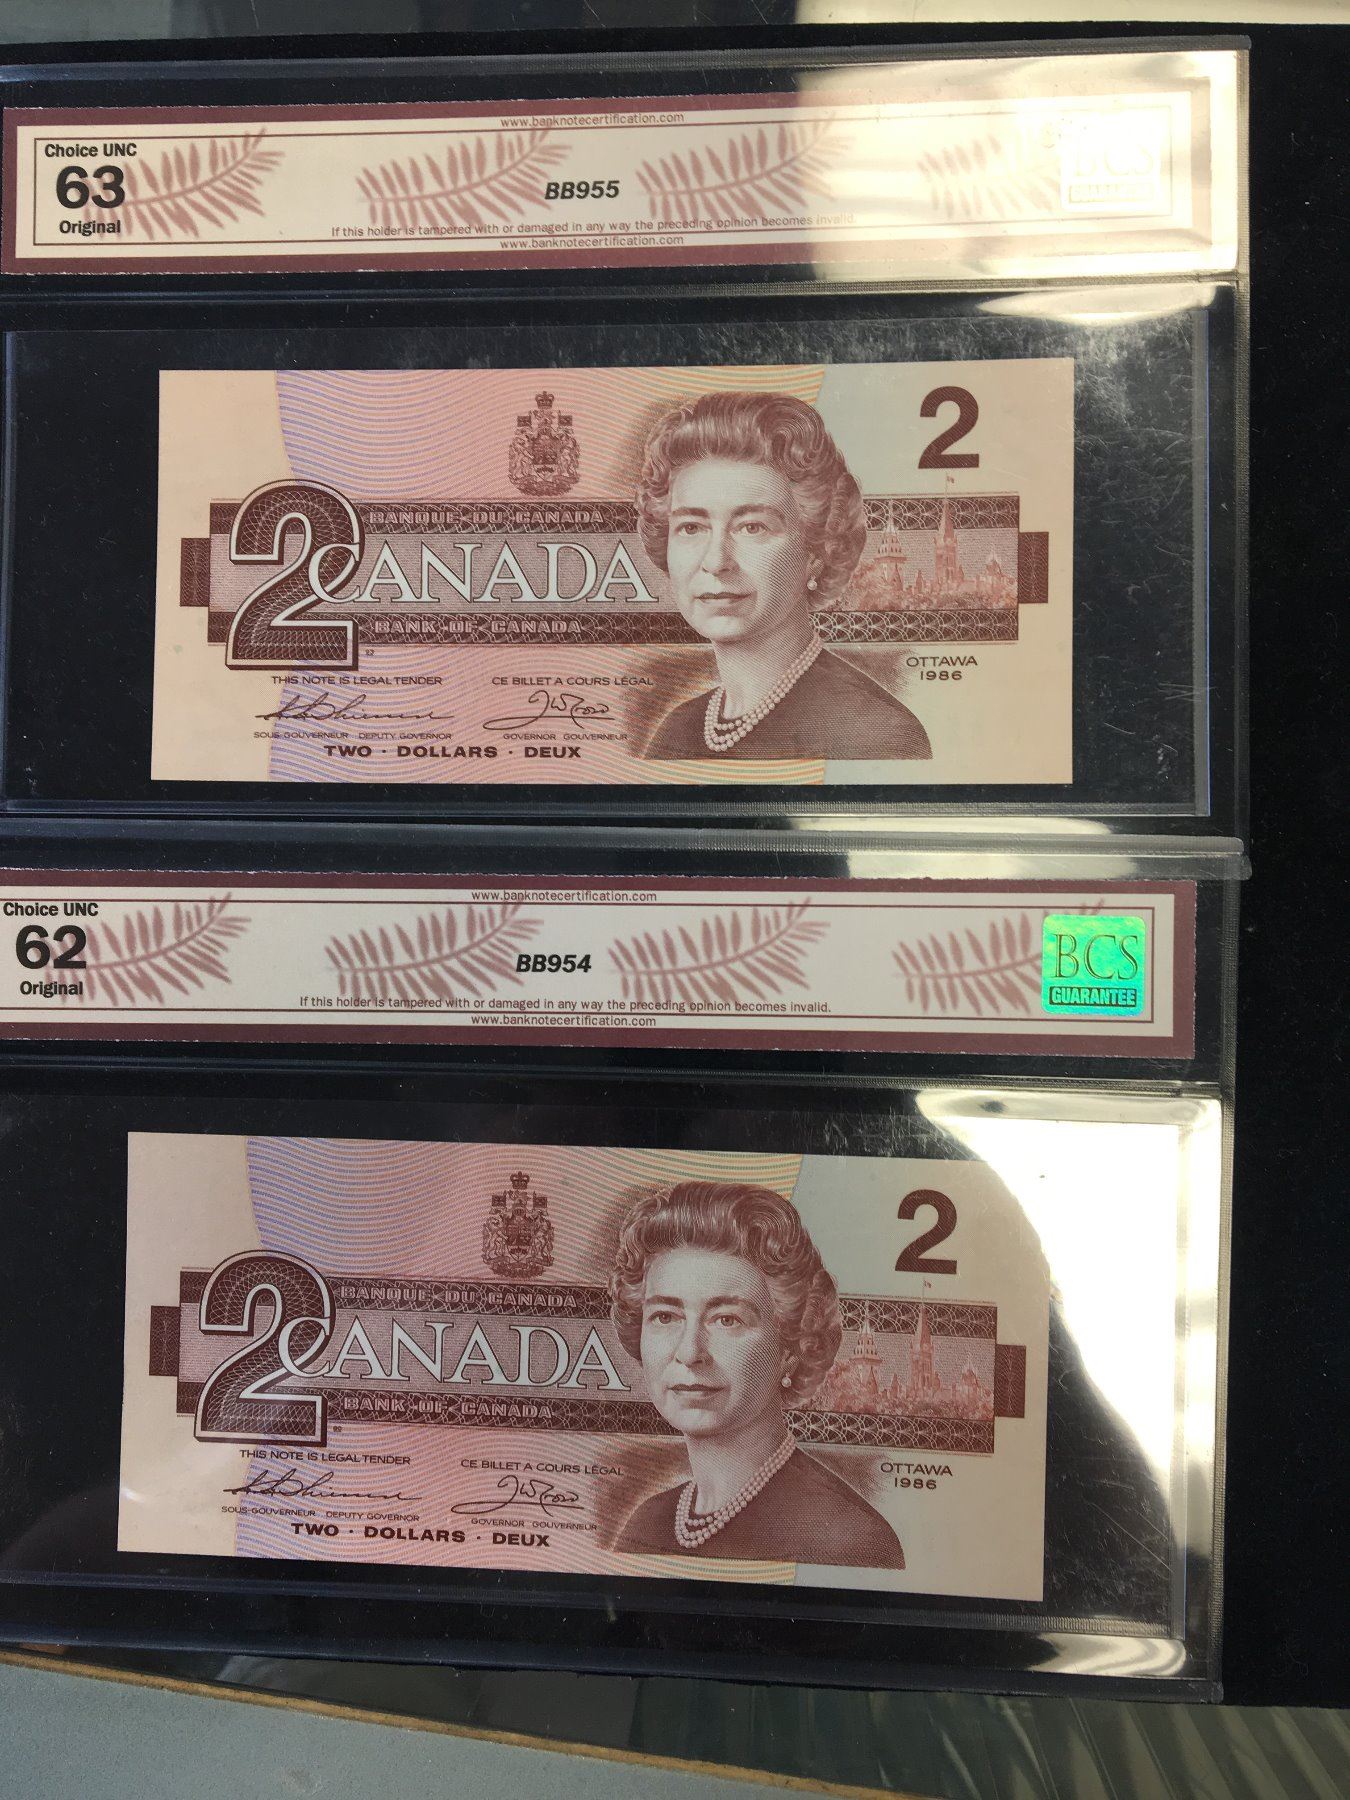 www.banknotecertification.com
Choice UNC
63
Original
BB955
BCS
GUARANTEE
If this holder is tampered with or damaged in any way the preceding opinion becomes invalid.
www.banknotecertification.com
2
2
BANQUE DU CANADA
CANADA
BANK OF CANADA
OTTAWA
1986
THIS NOTE IS LEGAL TENDER
CE BILLET A COURS LÉGAL
SOUS-GOUVERNEUR DEPUTY GOVERNOR
GOVERNOR GOUVERNEUR
TWO · DOLLARS · DEUX
www.banknotecertification.com
Choice UNC
62
Original
BB954
BCS
GUARANTEE
If this holder is tampered with or damaged in any way the preceding opinion becomes invalid.
www.banknotecertification.com
2
2
BANQUE DU CANADA
CANADA
BANK OF CANADA
OTTAWA
1986
THIS NOTE IS LEGAL TENDER
CE BILLET A COURS LÉGAL
SOUS-GOUVERNEUR DEPUTY GOVERNOR
GOVERNOR GOUVERNEUR
TWO · DOLLARS · DEUX